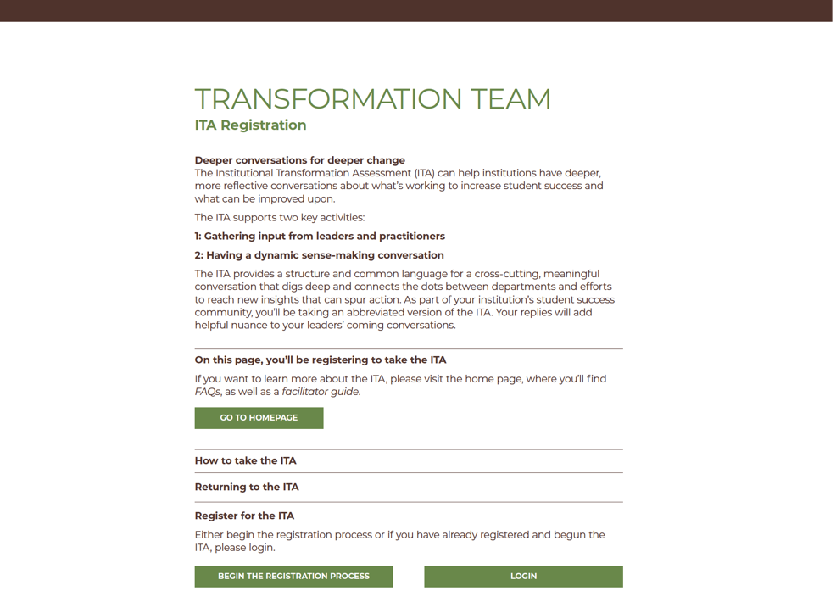 TRANSFORMATION TEAM
ITA Registration
Deeper conversations for deeper change
The Institutional Transformation Assessment (ITA) can help institutions have deeper,
more reflective conversations about what's working to increase student success and
what can be improved upon.
The ITA supports two key activities:
1: Gathering input from leaders and practitioners
2: Having a dynamic sense-making conversation
The ITA provides a structure and common language for a cross-cutting, meaningful
conversation that digs deep and connects the dots between departments and efforts
to reach new insights that can spur action. As part of your institution's student success
community, you'll be taking an abbreviated version of the ITA. Your replies will add
helpful nuance to your leaders' coming conversations.
On this page, you'll be registering to take the ITA
If you want to learn more about the ITA, please visit the home page, where you'll find
FAQs, as well as a facilitator guide.
GO TO HOMEPAGE
How to take the ITA
Returning to the ITA
Register for the ITA
Either begin the registration process or if you have already registered and begun the
ITA, please login.
BEGIN THE REGISTRATION PROCESS
LOGIN